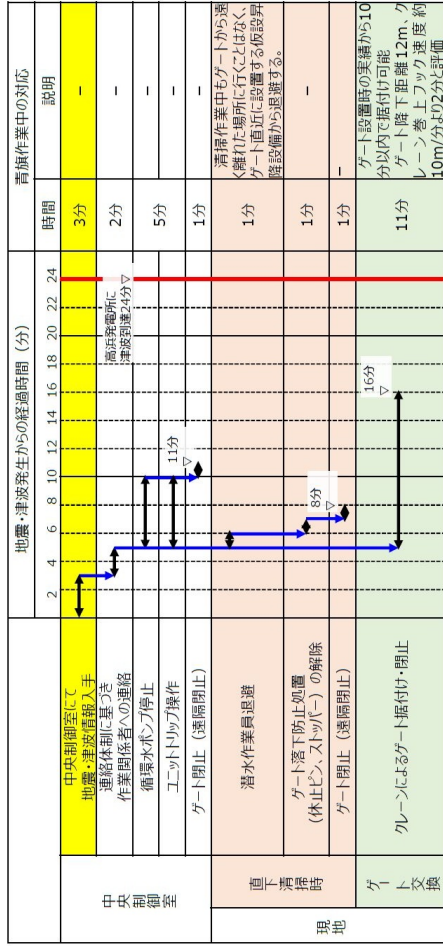 地震・津波発生からの経過時間（分）
青旗作業中の対応
2
4
6
8
10
12
14
16
18
20
22
24
時間
説明
中央制御室
中央制御室にて
地震・津波情報入手
3分
－
連絡体制に基づき
作業関係者への連絡
2分
－
高浜発電所に
津波到達24分▽
循環水ポンプ停止
5分
－
ユニットトリップ操作
－
11分
▽
ゲート閉止（遠隔閉止）
1分
－
現地
直下清掃時
潜水作業員退避
1分
清掃作業中もゲートから遠
く離れた場所に行くことはなく、
ゲート直近に設置する仮設昇
降設備から退避する。
ゲート落下防止処置
（休止ピン、ストッパー）の解除
1分
－
8分
▽
ゲート閉止（遠隔閉止）
1分
－
ゲート交換
クレーンによるゲート据付け・閉止
16分
▽
11分
ゲート設置時の実績から10
分以内で据付け可能
ゲート降下距離12m、ク
レーン巻上フック速度約
10m/分より2分と評価